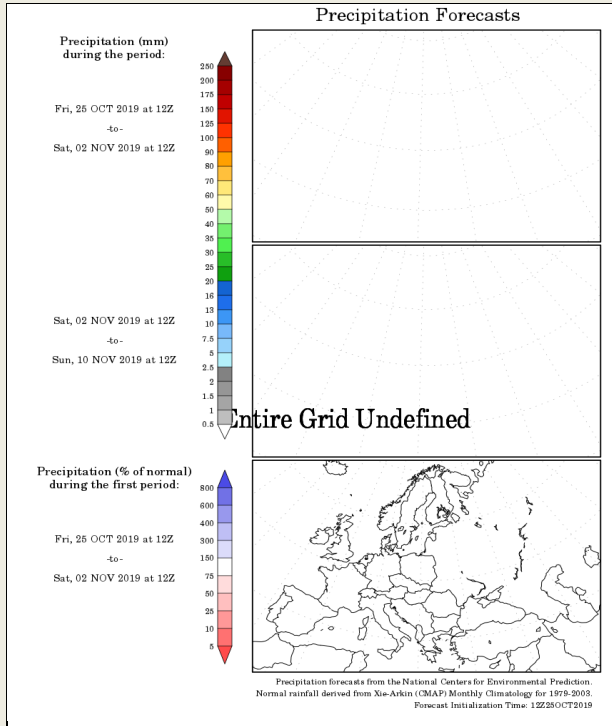 Precipitation Forecasts
Precipitation (mm)
during the period:
Fri, 25 OCT 2019 at 12Z
-to-
Sat, 02 NOV 2019 at 12Z
250
200
175
150
125
100
90
80
70
60
50
40
35
30
25
20
16
13
10
7.5
5
2.5
2
1.5
1
0.5
Sat, 02 NOV 2019 at 12Z
-to-
Sun, 10 NOV 2019 at 12Z
Entire Grid Undefined
Precipitation (% of normal)
during the first period:
Fri, 25 OCT 2019 at 12Z
-to-
Sat, 02 NOV 2019 at 12Z
800
600
400
300
150
75
50
25
10
5
Precipitation forecasts from the National Centers for Environmental Prediction.
Normal rainfall derived from Xie-Arkin (CMAP) Monthly Climatology for 1979-2003.
Forecast Initialization Time: 12Z25OCT2019